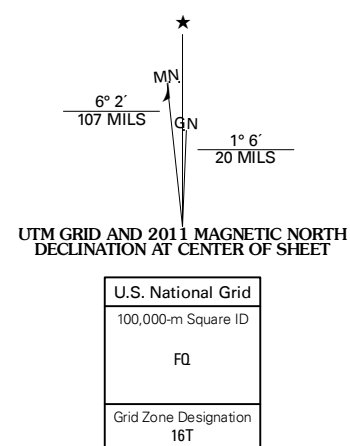 ★
MN
6° 2´
107 MILS
GN
1° 6´
20 MILS
UTM GRID AND 2011 MAGNETIC NORTH
DECLINATION AT CENTER OF SHEET
U.S. National Grid
100,000-m Square ID
FQ
Grid Zone Designation
16T